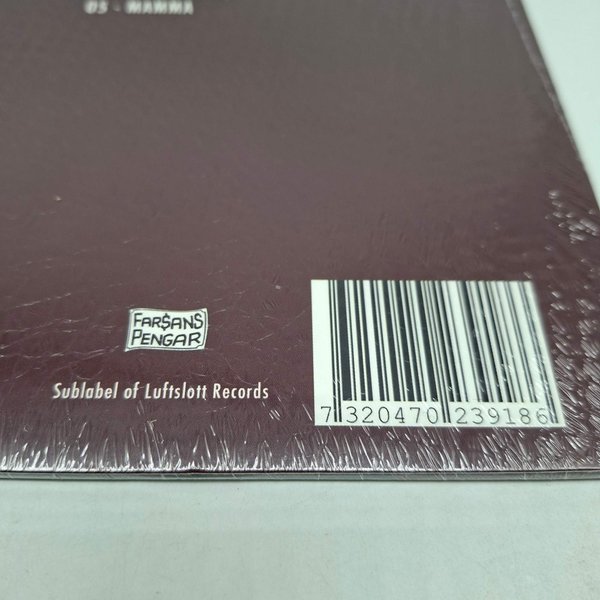 05 - MAMMA
FAR$ANS
PENGAR
Sublabel of Luftslott Records
7 320470 239186